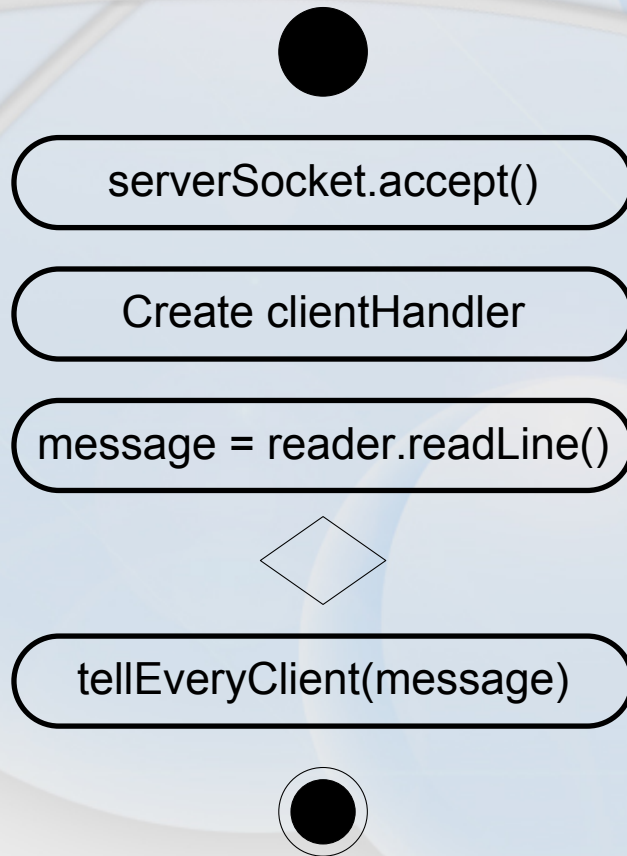 serverSocket.accept()
Create clientHandler
message = reader.readLine()
tellEveryClient(message)